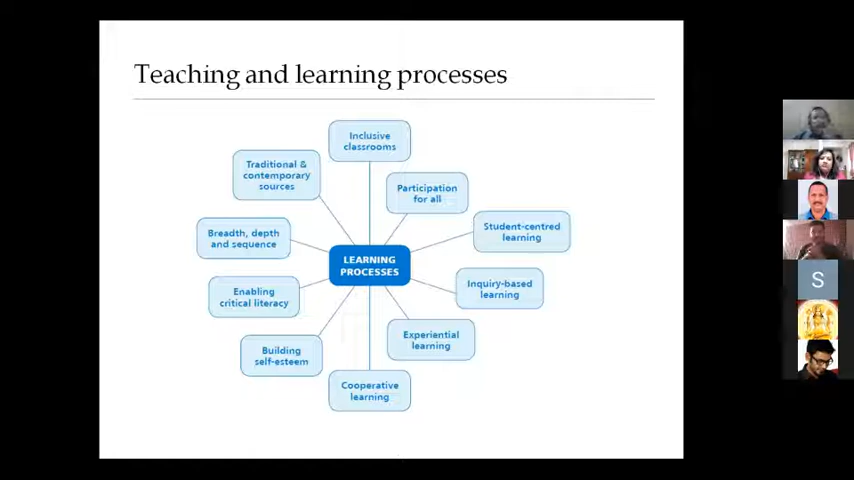 Teaching and learning processes
Inclusive
classrooms
Traditional &
contemporary
sources
Participation
for all
Breadth, depth
and sequence
Student-centred
learning
LEARNING
PROCESSES
Enabling
critical literacy
Inquiry-based
learning
Building
self-esteem
Experiential
learning
Cooperative
learning
S